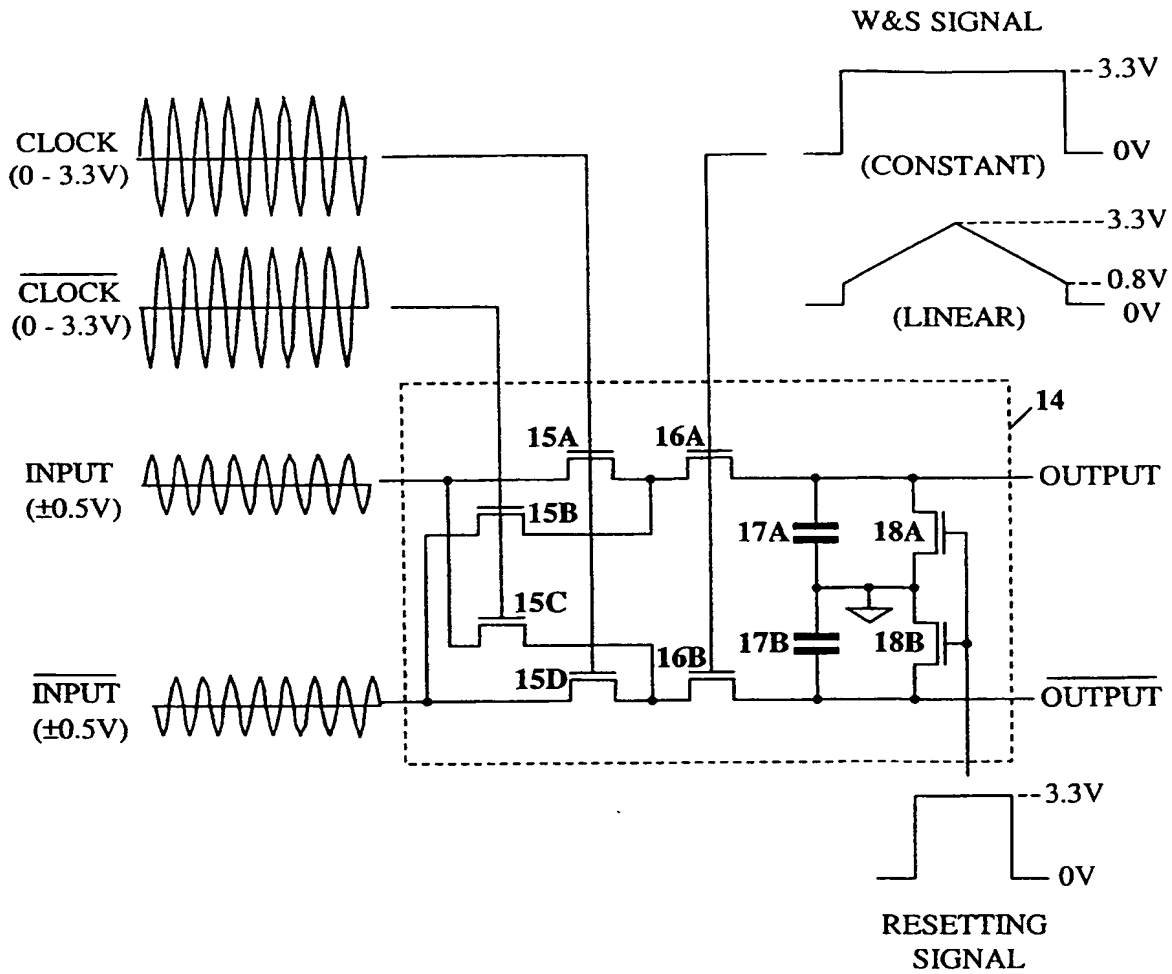 W&S SIGNAL
3.3V
0V
(CONSTANT)
CLOCK
(0 - 3.3V)
3.3V
0.8V
0V
(LINEAR)
CLOCK
(0 - 3.3V)
14
15A
16A
INPUT
(±0.5V)
OUTPUT
15B
17A
18A
15C
17B
18B
16B
15D
INPUT
(±0.5V)
OUTPUT
3.3V
0V
RESETTING
SIGNAL